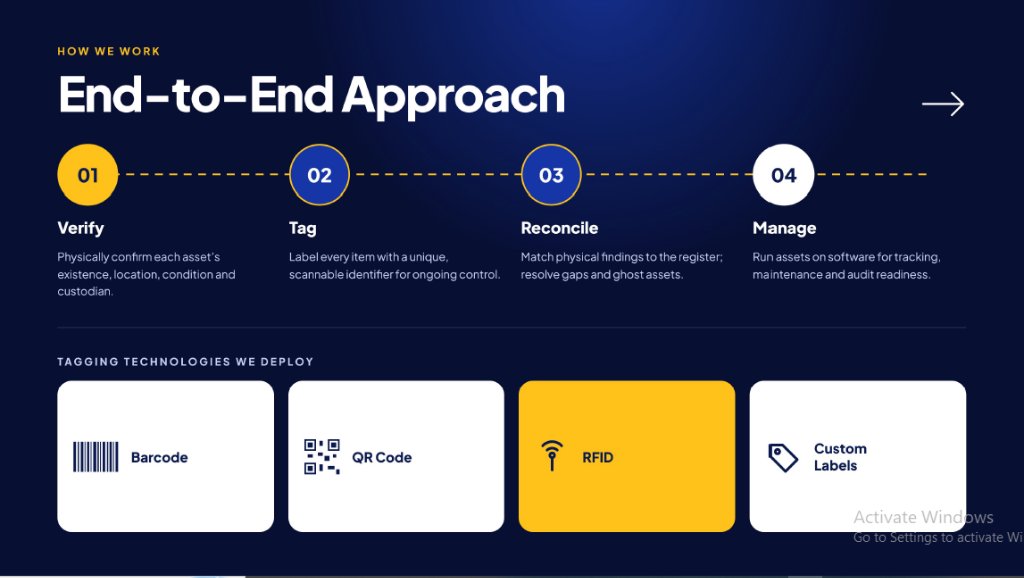 HOW WE WORK
End-to-End Approach
01
02
03
04
Verify
Physically confirm each asset's
existence, location, condition and
custodian.
Tag
Label every item with a unique,
scannable identifier for ongoing control.
Reconcile
Match physical findings to the register;
resolve gaps and ghost assets.
Manage
Run assets on software for tracking,
maintenance and audit readiness.
TAGGING TECHNOLOGIES WE DEPLOY
Barcode
QR Code
RFID
Custom
Labels
Activate Windows
Go to Settings to activate Wi